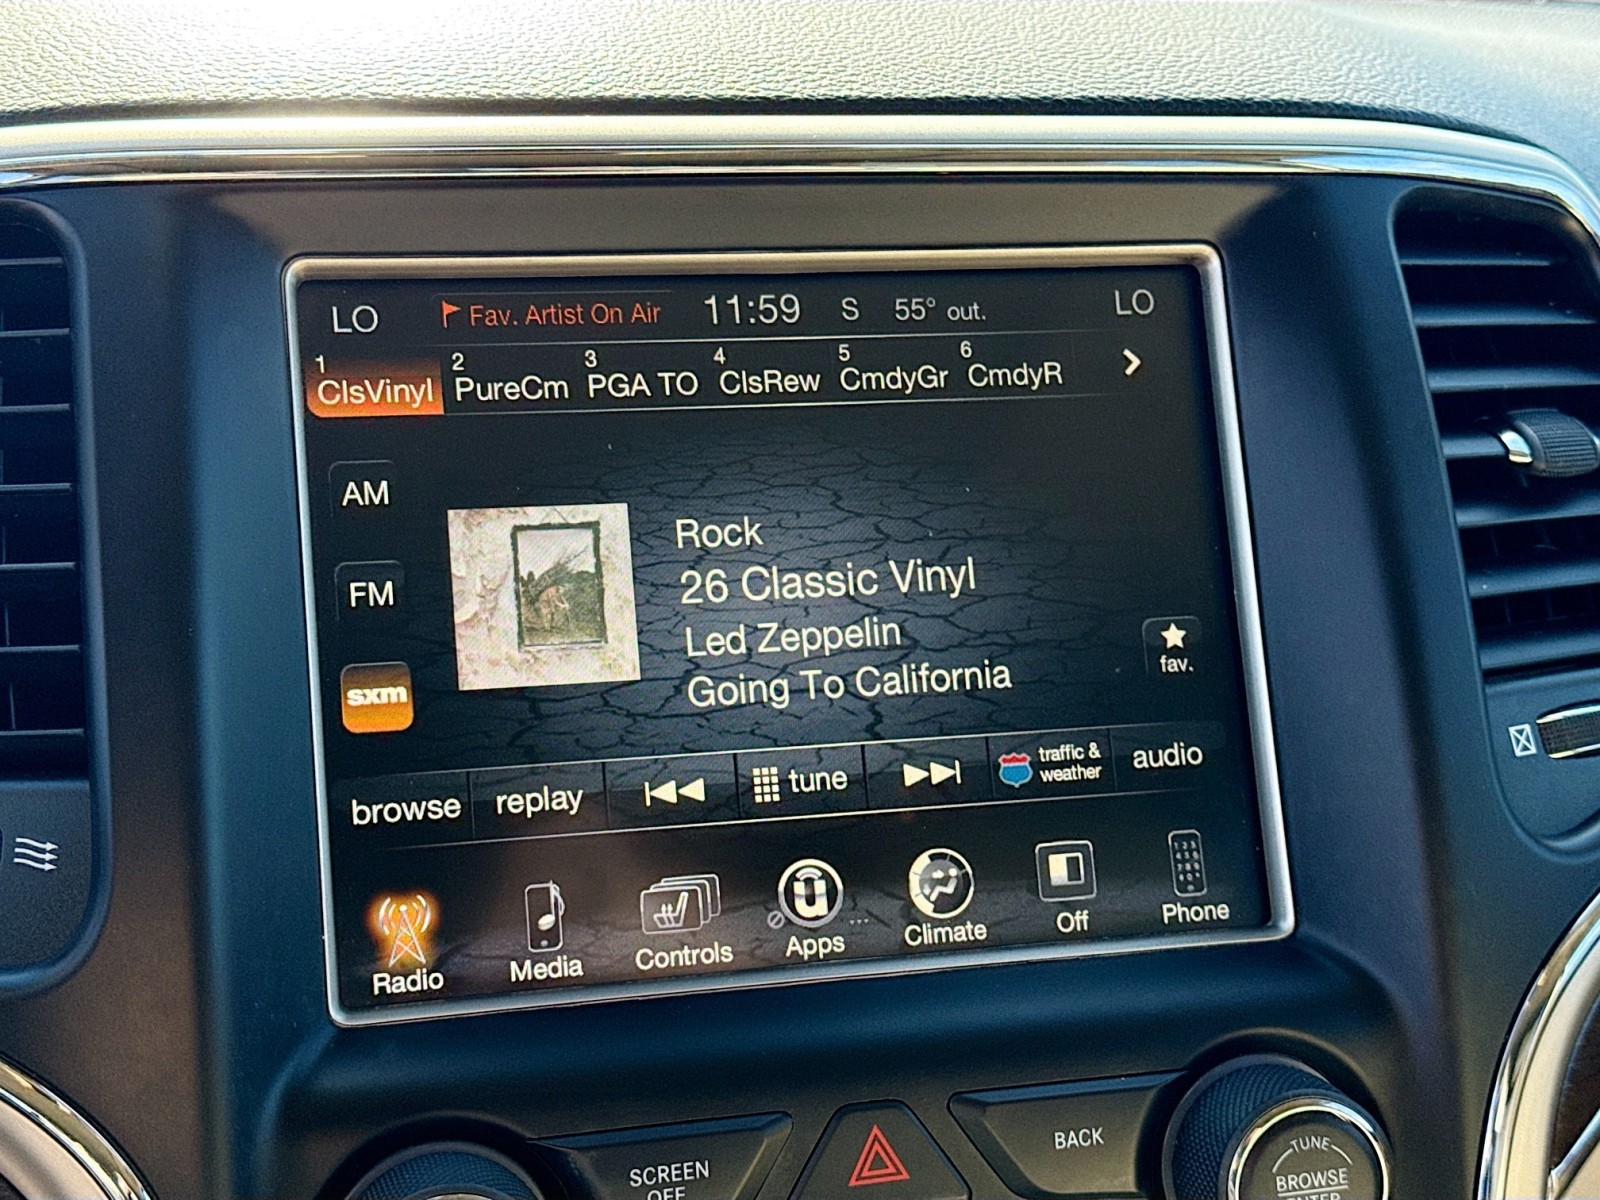 LO Fav. Artist On Air 11:59 S 55° out. LO
1 2 3 4 5 6
ClsVinyl PureCm PGA TO ClsRew CmdyGr CmdyR
AM
FM
sxm
Rock
26 Classic Vinyl
Led Zeppelin
Going To California
fav.
browse replay tune traffic & weather audio
Radio Media Controls Apps Climate Off Phone
SCREEN
OFF
BACK
TUNE
BROWSE
ENTER